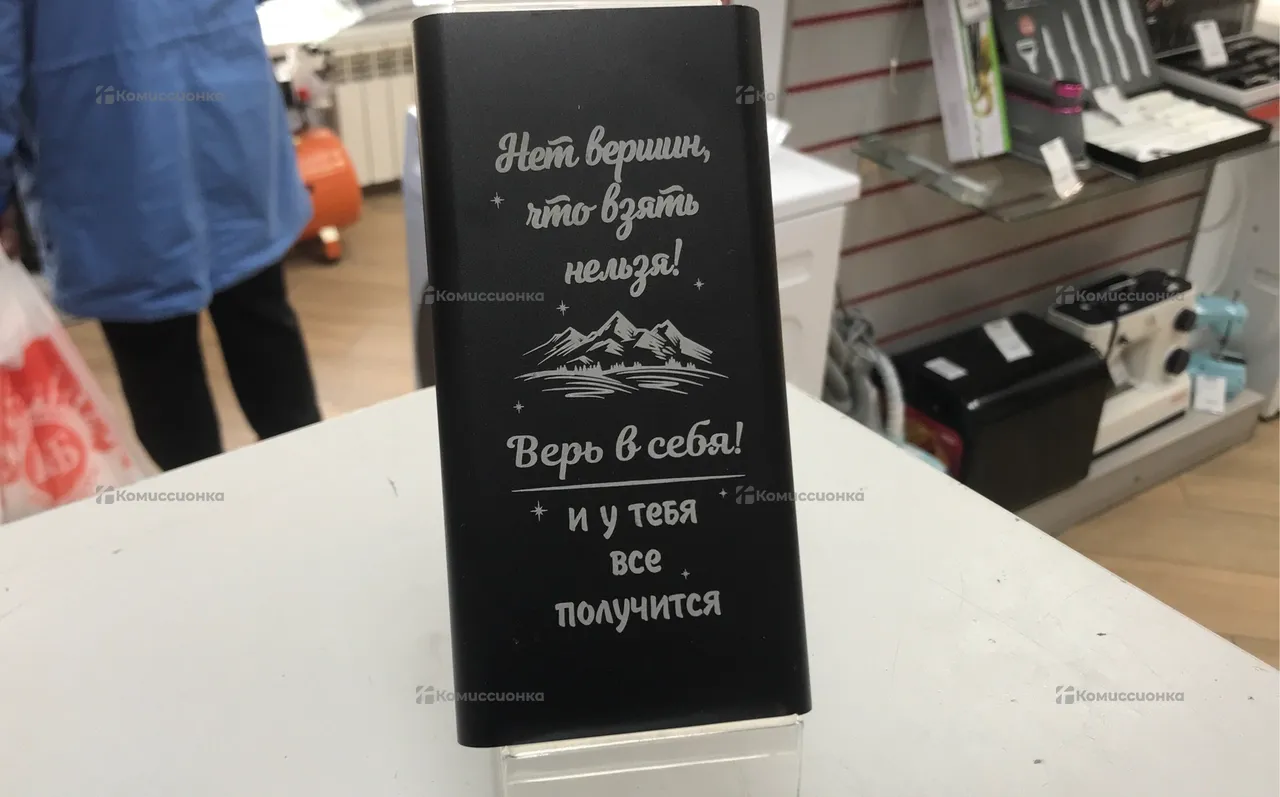 Нет вершин,
что взять
нельзя!
Верь в себя!
и у тебя
все
получится
Комиссионка
Комиссионка
Комиссионка
Комиссионка
Комиссионка
Комиссионка
Комиссионка